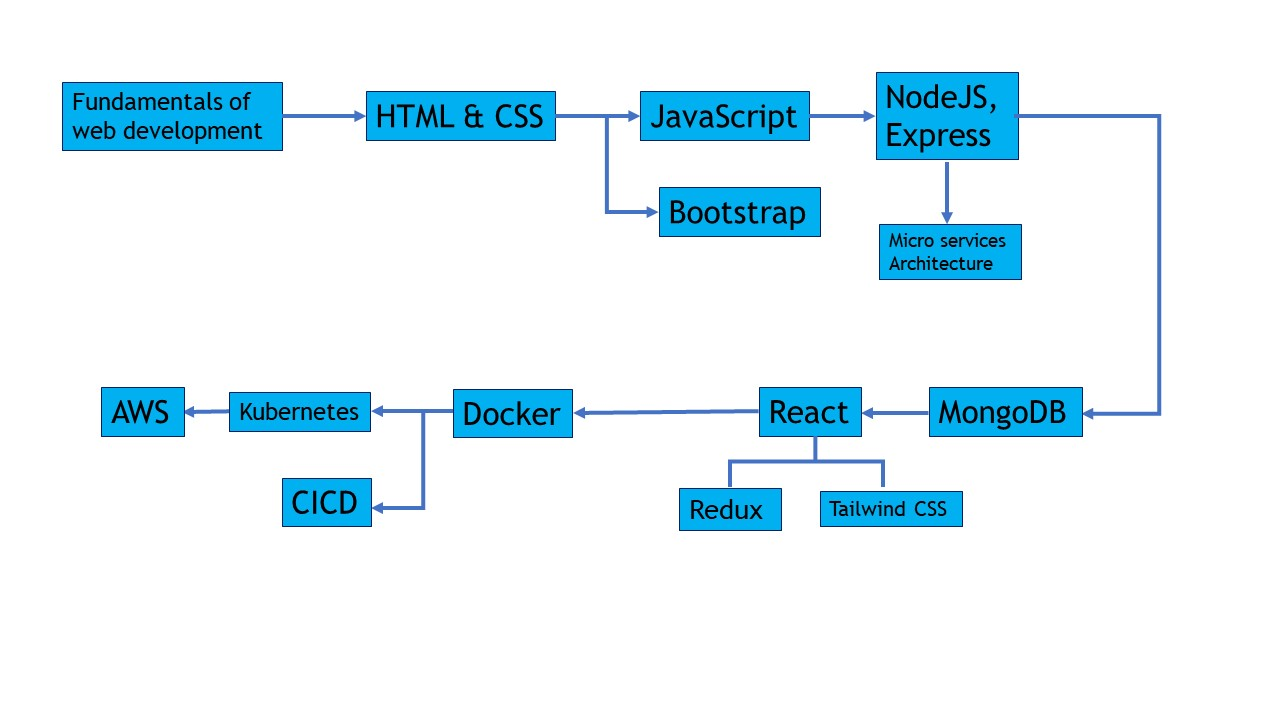 Fundamentals of
web development
HTML & CSS
JavaScript
NodeJS,
Express
Bootstrap
Micro services
Architecture
AWS
Kubernetes
Docker
React
MongoDB
CICD
Redux
Tailwind CSS